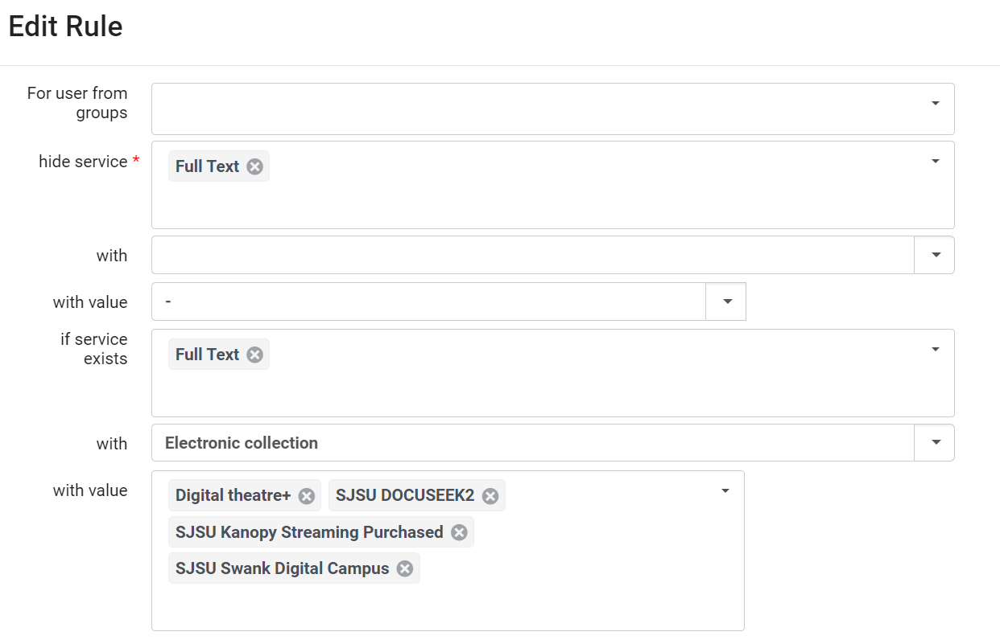 Edit Rule
For user from
groups
hide service *
Full Text
with
with value
-
if service
exists
Full Text
with
Electronic collection
with value
Digital theatre+ SJSU DOCUSEEK2
SJSU Kanopy Streaming Purchased
SJSU Swank Digital Campus